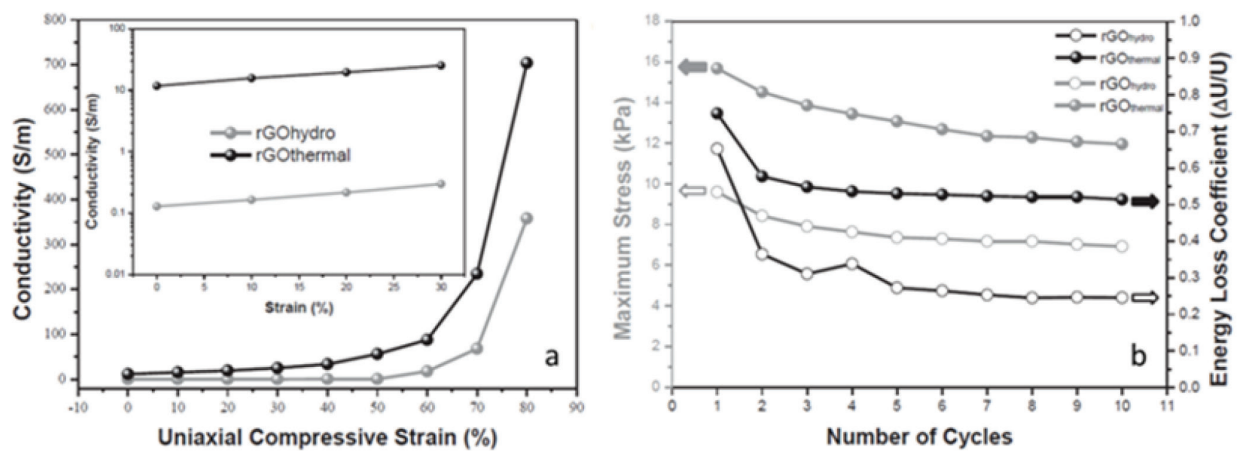 800
700
600
500
400
300
200
100
0
Conductivity (S/m)
-10 0 10 20 30 40 50 60 70 80 90
Uniaxial Compressive Strain (%)
100
10
1
0.1
0.01
Conductivity (S/m)
rGOhydro
rGOthermal
0 5 10 15 20 25 30
Strain (%)
a
18
16
14
12
10
8
6
4
2
0
Maximum Stress (kPa)
rGOhydro
rGOthermal
rGOhydro
rGOthermal
b
0 1 2 3 4 5 6 7 8 9 10 11
Number of Cycles
1.0
0.9
0.8
0.7
0.6
0.5
0.4
0.3
0.2
0.1
0.0
Energy Loss Coefficient (ΔU/U)